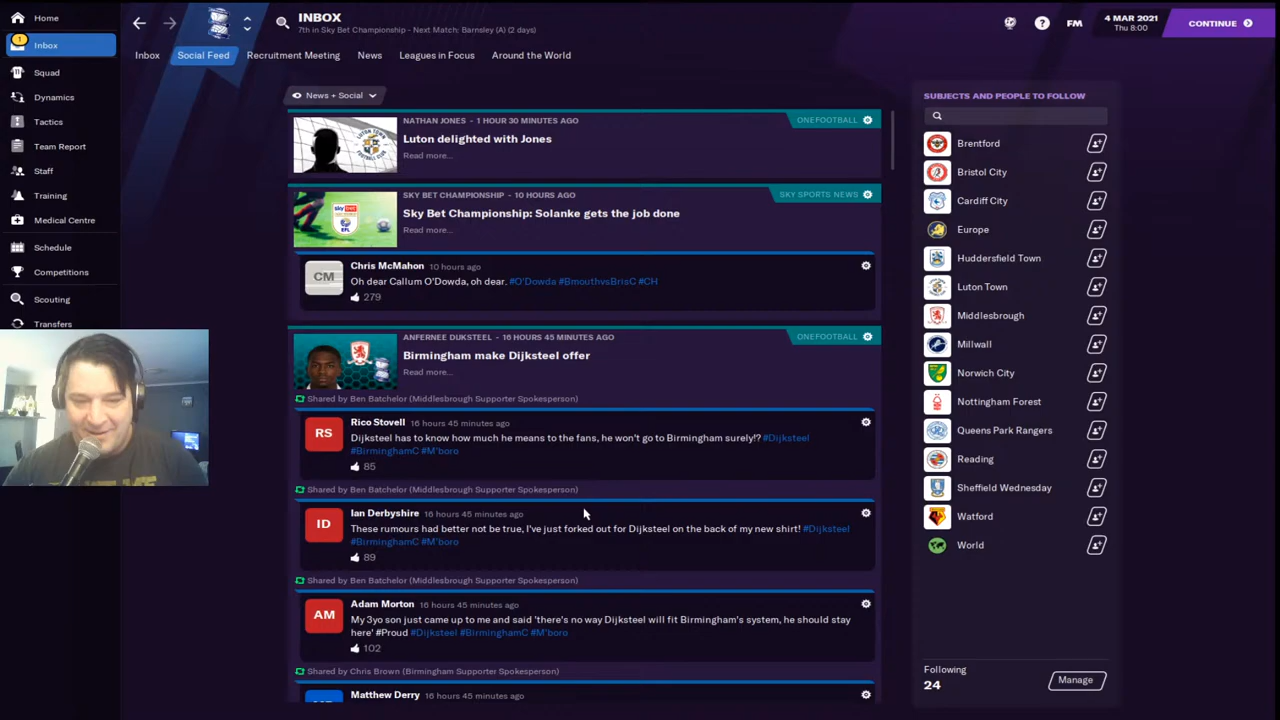 Home
1
Inbox
Squad
Dynamics
Tactics
Team Report
Staff
Training
Medical Centre
Schedule
Competitions
Scouting
Transfers
INBOX
7th in Sky Bet Championship - Next Match: Barnsley (A) (2 days)
FM
4 MAR 2021
Thu 8:00
CONTINUE
Inbox
Social Feed
Recruitment Meeting
News
Leagues in Focus
Around the World
News + Social
NATHAN JONES - 1 HOUR 30 MINUTES AGO
ONEFOOTBALL
Luton delighted with Jones
Read more...
SKY BET CHAMPIONSHIP - 10 HOURS AGO
SKY SPORTS NEWS
sky bet
EFL
Sky Bet Championship: Solanke gets the job done
Read more...
CM
Chris McMahon 10 hours ago
Oh dear Callum O'Dowda, oh dear. #O'Dowda #BmouthvsBrisC #CH
279
ANFERNEE DIJKSTEEL - 16 HOURS 45 MINUTES AGO
ONEFOOTBALL
Birmingham make Dijksteel offer
Read more...
Shared by Ben Batchelor (Middlesbrough Supporter Spokesperson)
RS
Rico Stovell 16 hours 45 minutes ago
Dijksteel has to know how much he means to the fans, he won't go to Birmingham surely!? #Dijksteel
#BirminghamC #M'boro
85
Shared by Ben Batchelor (Middlesbrough Supporter Spokesperson)
ID
Ian Derbyshire 16 hours 45 minutes ago
These rumours had better not be true, I've just forked out for Dijksteel on the back of my new shirt! #Dijksteel
#BirminghamC #M'boro
89
Shared by Ben Batchelor (Middlesbrough Supporter Spokesperson)
AM
Adam Morton 16 hours 45 minutes ago
My 3yo son just came up to me and said 'there's no way Dijksteel will fit Birmingham's system, he should stay
here' #Proud #Dijksteel #BirminghamC #M'boro
102
Shared by Chris Brown (Birmingham Supporter Spokesperson)
Matthew Derry 16 hours 45 minutes ago
SUBJECTS AND PEOPLE TO FOLLOW
Brentford
Bristol City
Cardiff City
Europe
Huddersfield Town
Luton Town
Middlesbrough
Millwall
Norwich City
Nottingham Forest
Queens Park Rangers
Reading
Sheffield Wednesday
Watford
World
Following
24
Manage